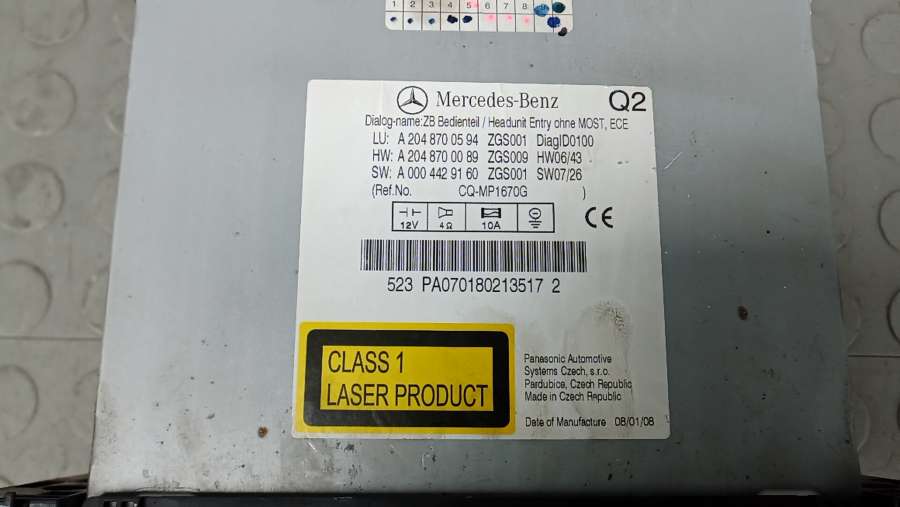 1 2 3 4 5 6 7 8
Mercedes-Benz Q2
Dialog-name:ZB Bedienteil / Headunit Entry ohne MOST, ECE
LU: A 204 870 05 94 ZGS001 DiagID0100
HW: A 204 870 00 89 ZGS009 HW06/43
SW: A 000 442 91 60 ZGS001 SW07/26
(Ref.No. CQ-MP1670G )
12V 4Ω 10A CE
523 PA070180213517 2
CLASS 1
LASER PRODUCT
Panasonic Automotive
Systems Czech, s.r.o.
Pardubice, Czech Republic
Made in Czech Republic
Date of Manufacture 08/01/08